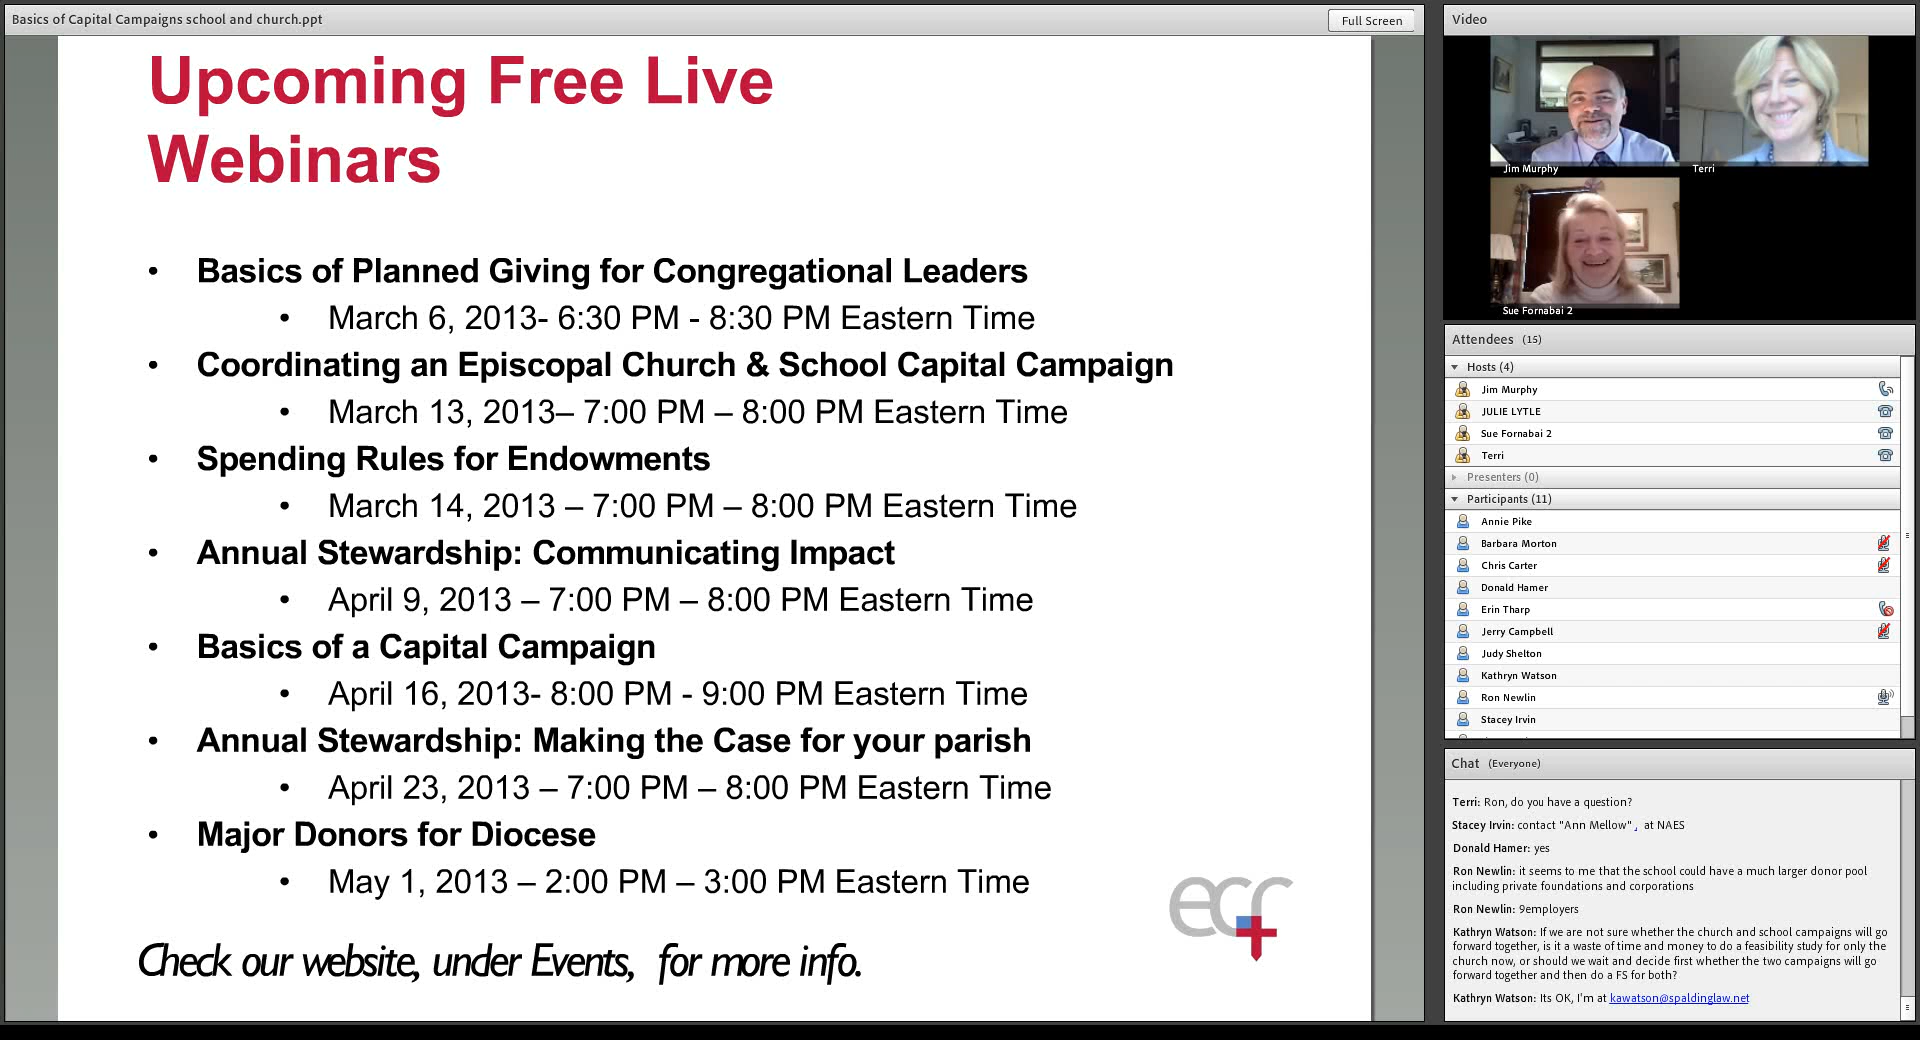 Basics of Capital Campaigns school and church.ppt
Full Screen
Upcoming Free Live
Webinars
• Basics of Planned Giving for Congregational Leaders
• March 6, 2013- 6:30 PM - 8:30 PM Eastern Time
• Coordinating an Episcopal Church & School Capital Campaign
• March 13, 2013– 7:00 PM – 8:00 PM Eastern Time
• Spending Rules for Endowments
• March 14, 2013 – 7:00 PM – 8:00 PM Eastern Time
• Annual Stewardship: Communicating Impact
• April 9, 2013 – 7:00 PM – 8:00 PM Eastern Time
• Basics of a Capital Campaign
• April 16, 2013- 8:00 PM - 9:00 PM Eastern Time
• Annual Stewardship: Making the Case for your parish
• April 23, 2013 – 7:00 PM – 8:00 PM Eastern Time
• Major Donors for Diocese
• May 1, 2013 – 2:00 PM – 3:00 PM Eastern Time
ecf
Check our website, under Events, for more info.
Video
Jim Murphy
Terri
Sue Fornabai 2
Attendees (15)
Hosts (4)
Jim Murphy
JULIE LYTLE
Sue Fornabai 2
Terri
Presenters (0)
Participants (11)
Annie Pike
Barbara Morton
Chris Carter
Donald Hamer
Erin Tharp
Jerry Campbell
Judy Shelton
Kathryn Watson
Ron Newlin
Stacey Irvin
Chat (Everyone)
Terri: Ron, do you have a question?
Stacey Irvin: contact "Ann Mellow" , at NAES
Donald Hamer: yes
Ron Newlin: it seems to me that the school could have a much larger donor pool
including private foundations and corporations
Ron Newlin: 9employers
Kathryn Watson: If we are not sure whether the church and school campaigns will go
forward together, is it a waste of time and money to do a feasibility study for only the
church now, or should we wait and decide first whether the two campaigns will go
forward together and then do a FS for both?
Kathryn Watson: Its OK, I'm at kawatson@spaldinglaw.net